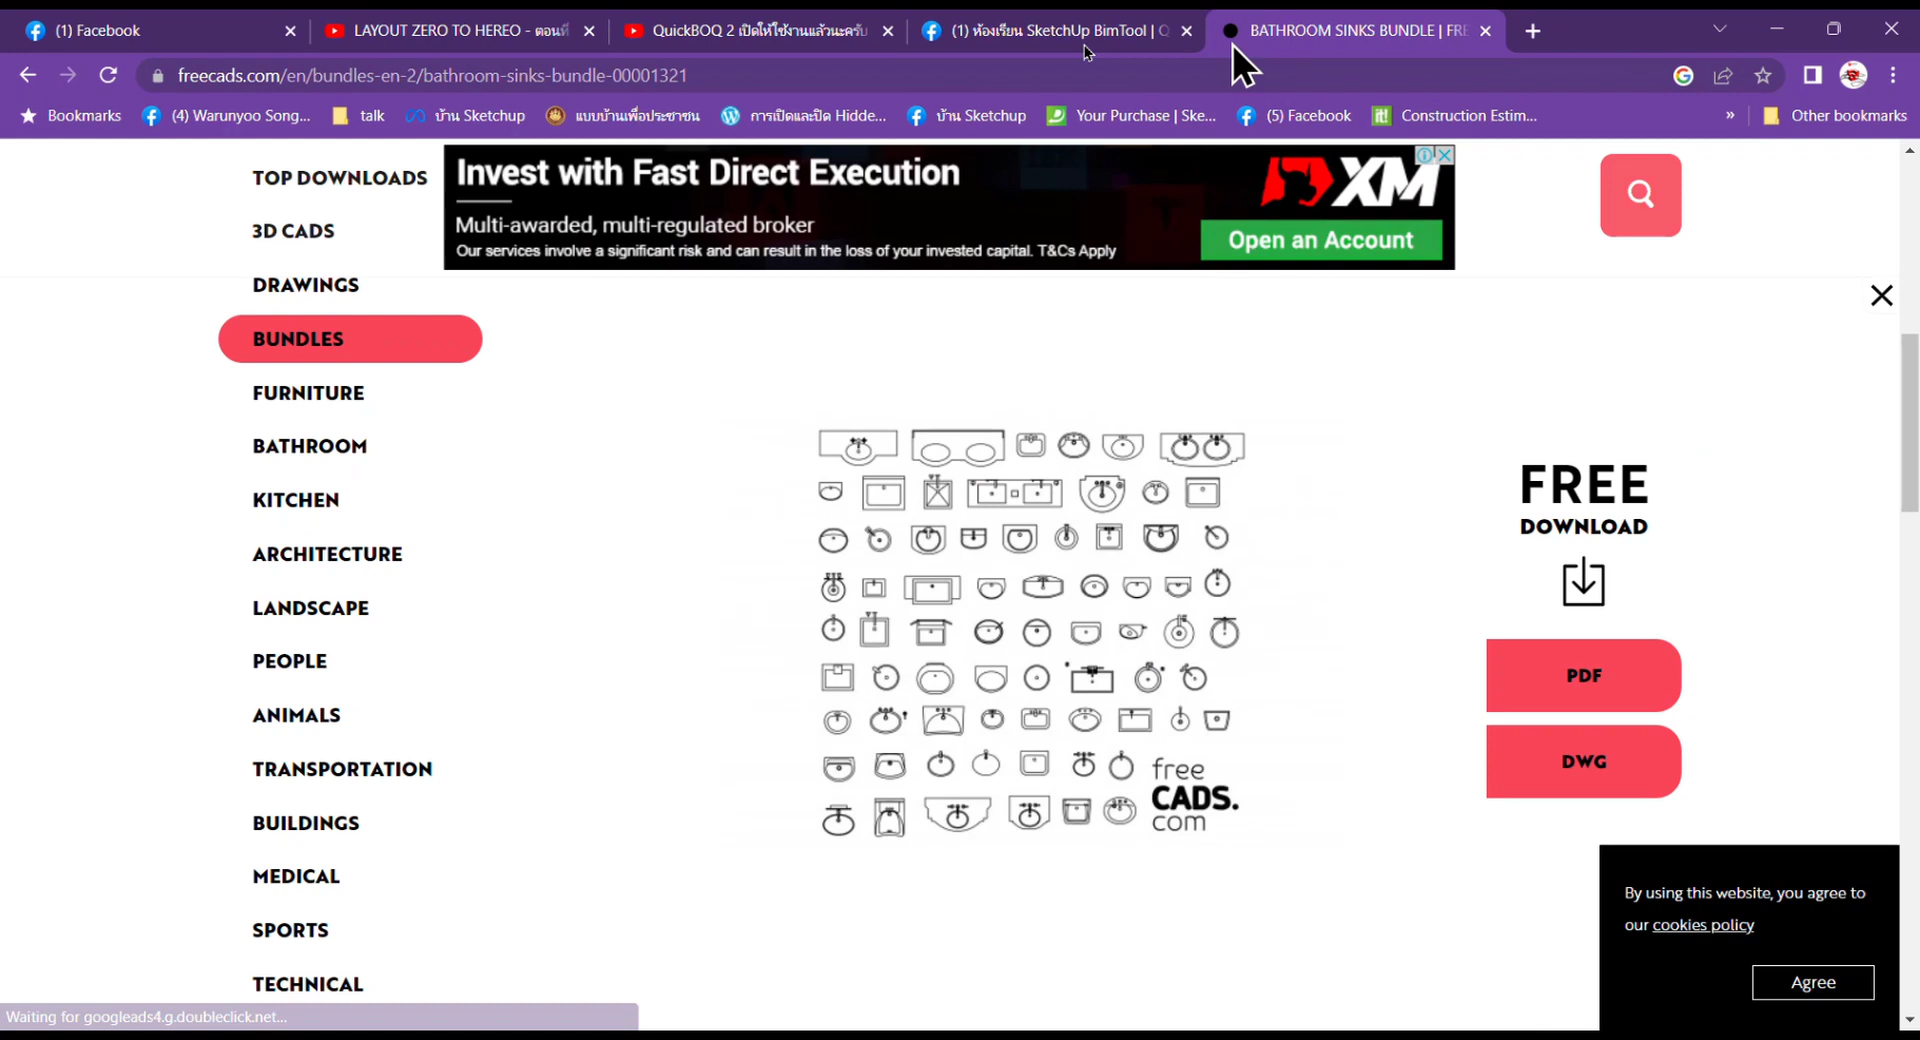 (1) Facebook
LAYOUT ZERO TO HEREO - ตอนที่
QuickBOQ 2 เปิดให้ใช้งานแล้วนะครับ
(1) ห้องเรียน SketchUp BimTool | Q
BATHROOM SINKS BUNDLE | FRE
freecads.com/en/bundles-en-2/bathroom-sinks-bundle-00001321
Bookmarks
(4) Warunyoo Song...
talk
บ้าน Sketchup
แบบบ้านเพื่อประชาชน
การเปิดและปิด Hidde...
บ้าน Sketchup
Your Purchase | Ske...
(5) Facebook
Construction Estim...
»
Other bookmarks
TOP DOWNLOADS
3D CADS
DRAWINGS
BUNDLES
FURNITURE
BATHROOM
KITCHEN
ARCHITECTURE
LANDSCAPE
PEOPLE
ANIMALS
TRANSPORTATION
BUILDINGS
MEDICAL
SPORTS
TECHNICAL
Invest with Fast Direct Execution
Multi-awarded, multi-regulated broker
Our services involve a significant risk and can result in the loss of your invested capital. T&Cs Apply
XM
Open an Account
free
CADS.
com
FREE
DOWNLOAD
PDF
DWG
By using this website, you agree to
our cookies policy
Agree
Waiting for googleads4.g.doubleclick.net...